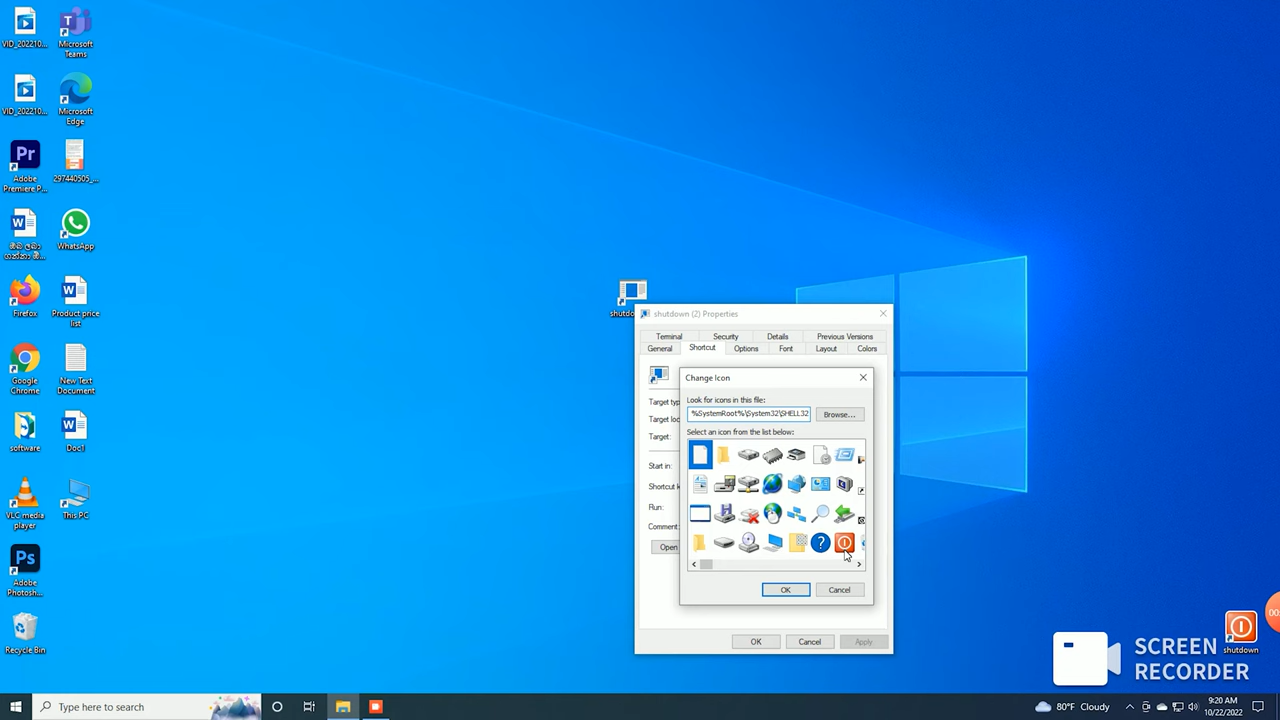 VID_202210...
Microsoft
Teams
VID_202210...
Microsoft
Edge
Adobe
Premiere P...
297440505_...
ඔබ ලබා
ගන්නා ඔී...
WhatsApp
Firefox
Product price
list
Google
Chrome
New Text
Document
software
Doc1
VLC media
player
This PC
Adobe
Photosh...
Recycle Bin
shutdown (2) Properties
Terminal
Security
Details
Previous Versions
General
Shortcut
Options
Font
Layout
Colors
Target typ
Target loc
Target:
Start in:
Shortcut k
Run:
Comment:
Open
Change Icon
Look for icons in this file:
%SystemRoot%\System32\SHELL32
Browse...
Select an icon from the list below:
OK
Cancel
OK
Cancel
Apply
shutdown
SCREEN
RECORDER
Type here to search
80°F Cloudy
9:20 AM
10/22/2022